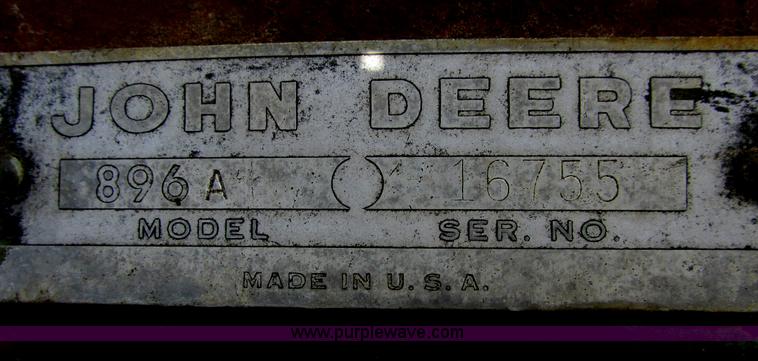 JOHN DEERE
896A 16755
MODEL SER. NO.
MADE IN U.S.A.
www.purplewave.com